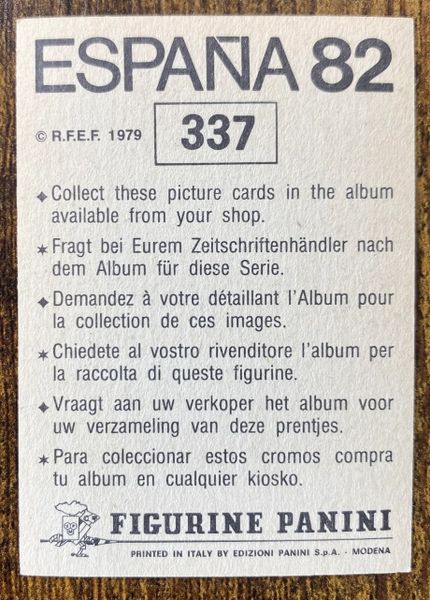 ESPAÑA 82
© R.F.E.F. 1979
337
Collect these picture cards in the album
available from your shop.
Fragt bei Eurem Zeitschriftenhändler nach
dem Album für diese Serie.
Demandez à votre détaillant l'Album pour
la collection de ces images.
Chiedete al vostro rivenditore l'album per
la raccolta di queste figurine.
Vraagt aan uw verkoper het album voor
uw verzameling van deze prentjes.
Para coleccionar estos cromos compra
tu album en cualquier kiosko.
FIGURINE PANINI
PRINTED IN ITALY BY EDIZIONI PANINI S.p.A. - MODENA